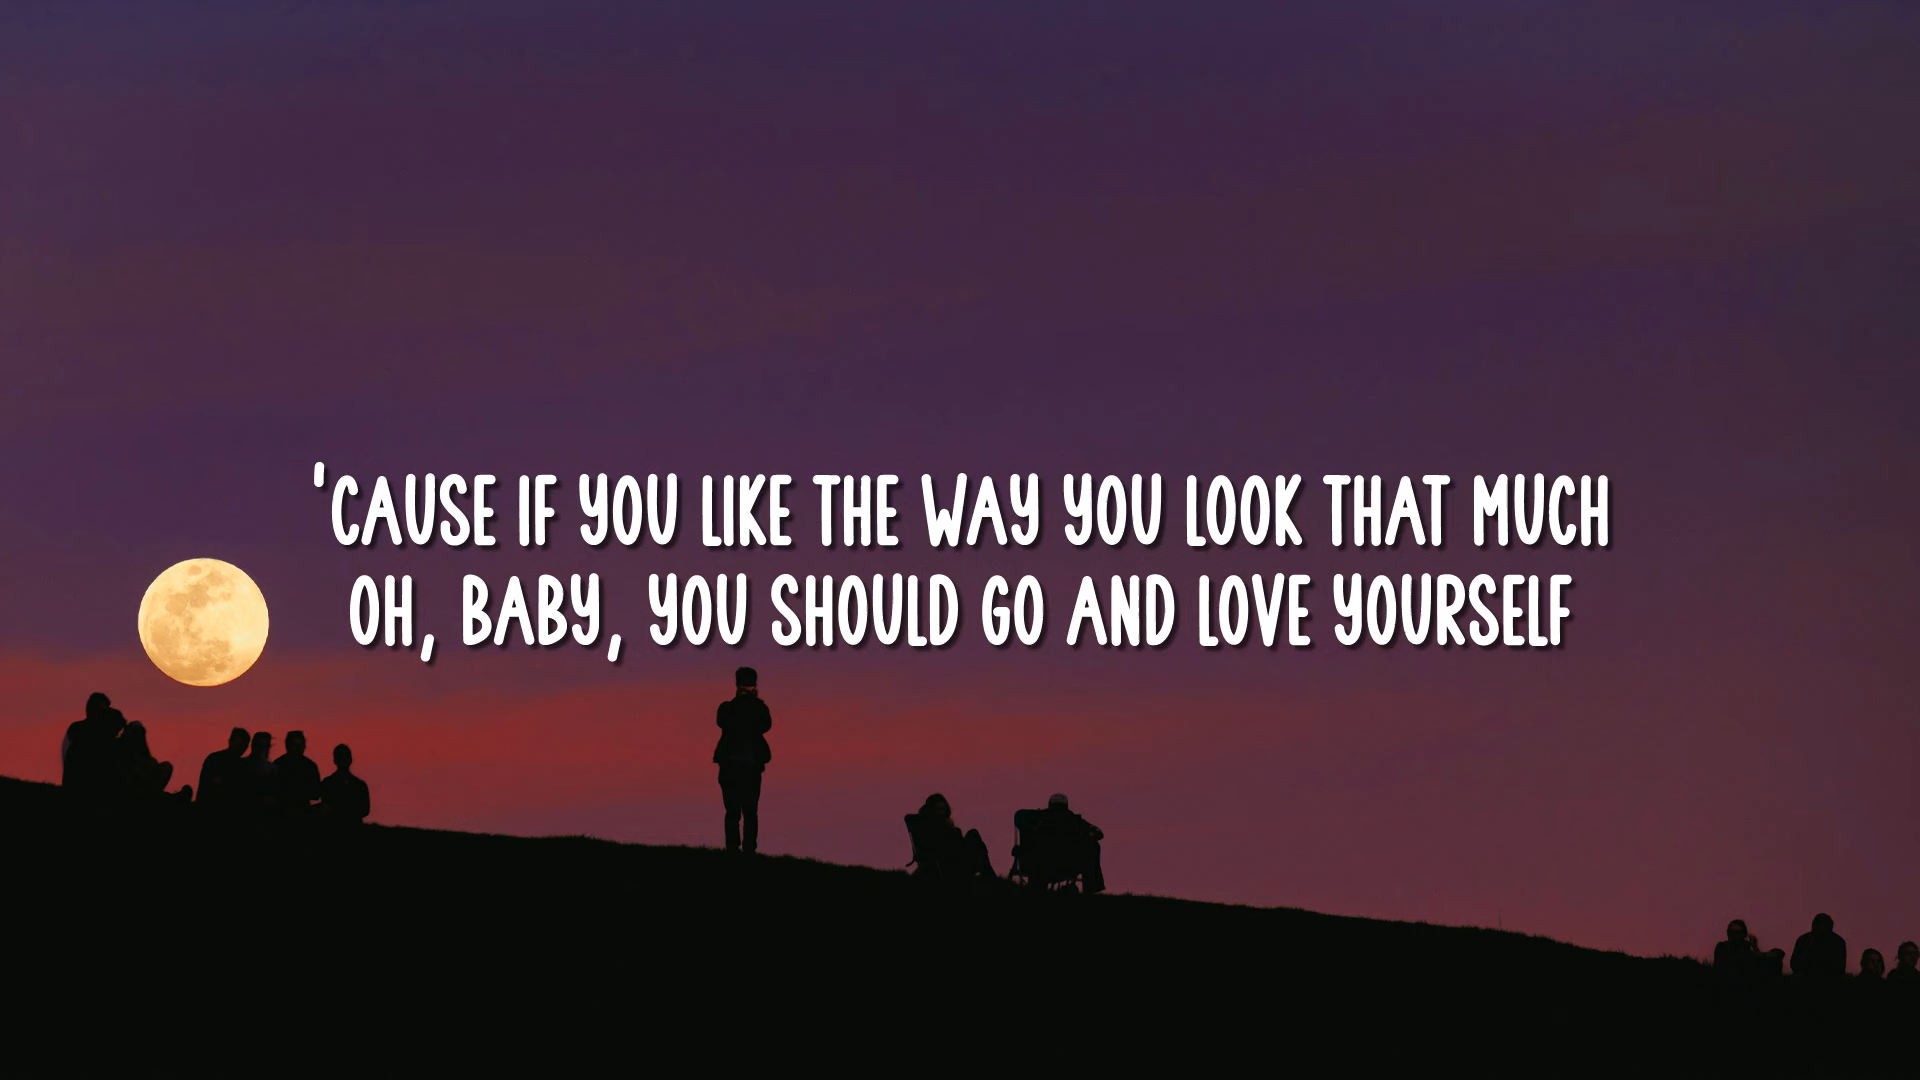 'CAUSE IF YOU LIKE THE WAY YOU LOOK THAT MUCH
OH, BABY, YOU SHOULD GO AND LOVE YOURSELF